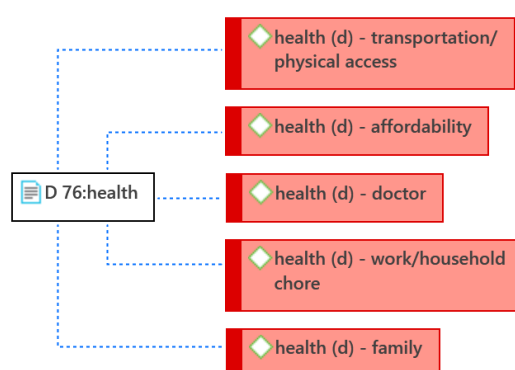 health (d) - transportation/
physical access
health (d) - affordability
D 76:health
health (d) - doctor
health (d) - work/household
chore
health (d) - family